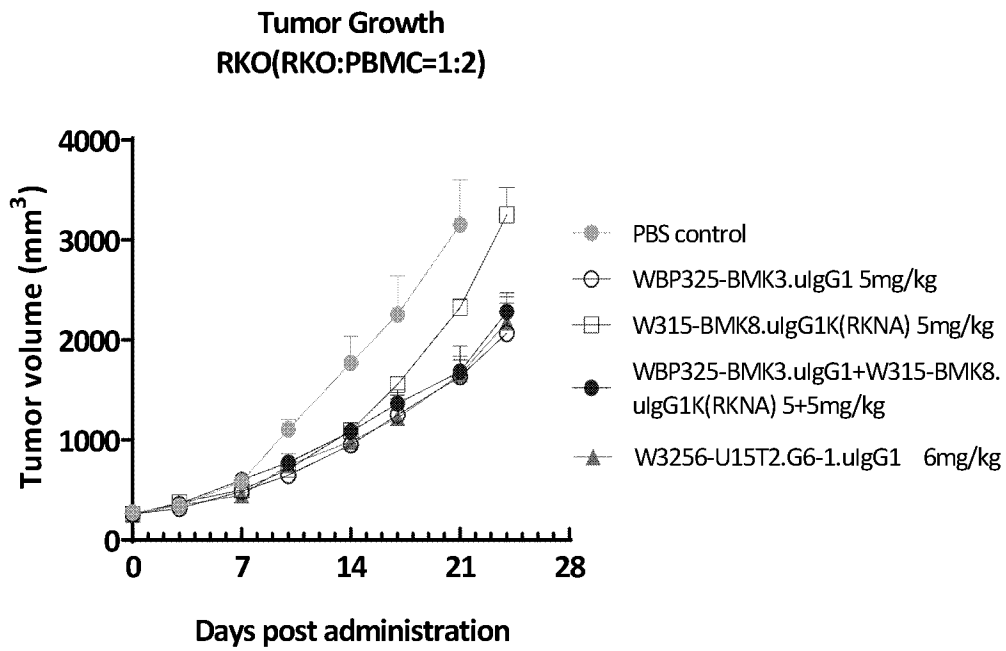 Tumor Growth
RKO(RKO:PBMC=1:2)
4000
3000
2000
1000
0
0 7 14 21 28
Tumor volume (mm³)
Days post administration
PBS control
WBP325-BMK3.uIgG1 5mg/kg
W315-BMK8.uIgG1K(RKNA) 5mg/kg
WBP325-BMK3.uIgG1+W315-BMK8.
uIgG1K(RKNA) 5+5mg/kg
W3256-U15T2.G6-1.uIgG1 6mg/kg